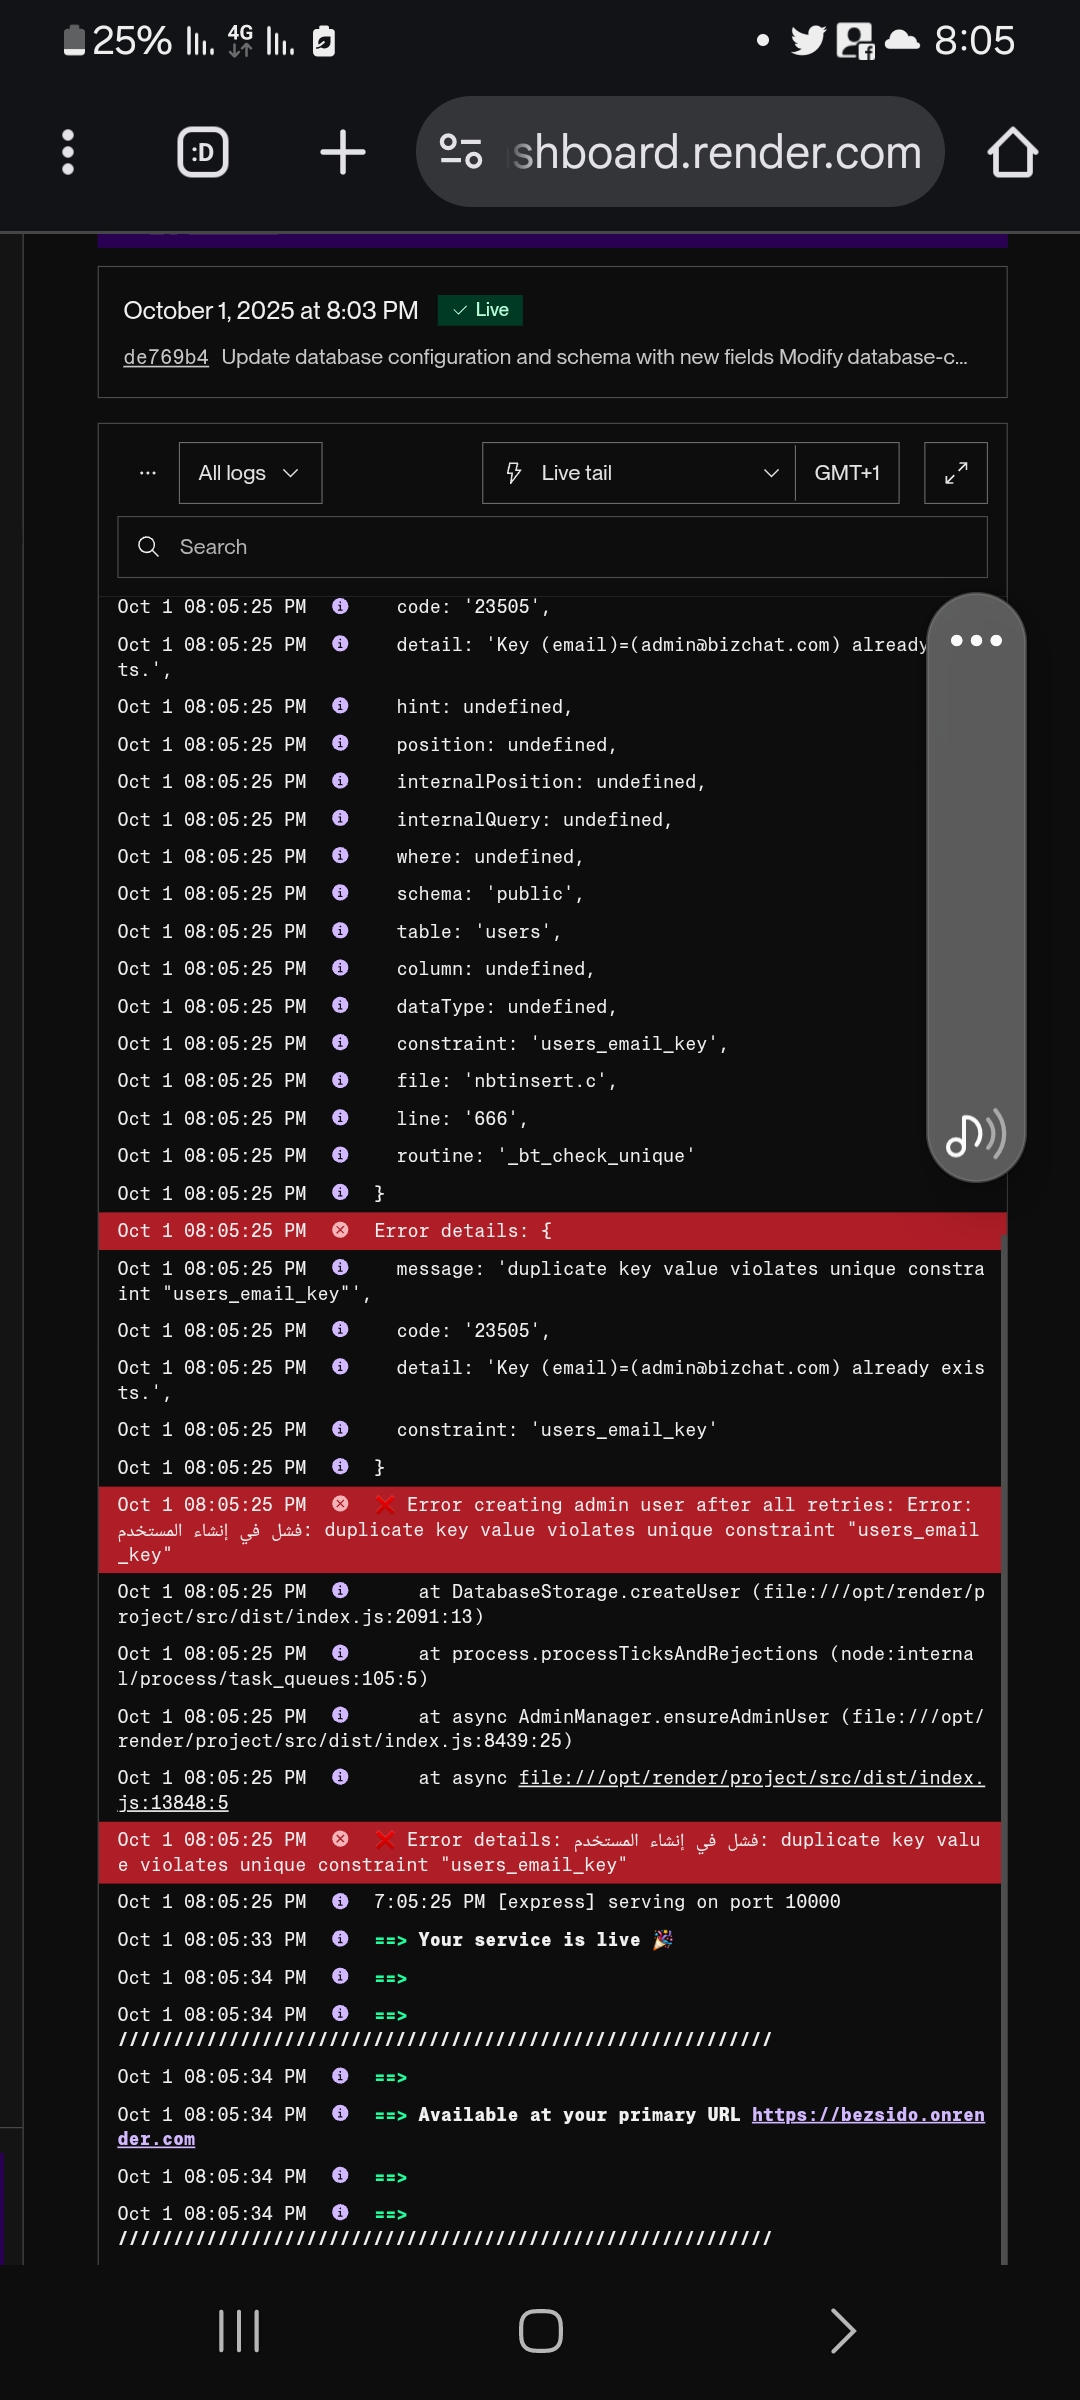 25% 4G 8:05
:D shboard.render.com
October 1, 2025 at 8:03 PM Live
de769b4 Update database configuration and schema with new fields Modify database-c...
... All logs Live tail GMT+1
Search
Oct 1 08:05:25 PM code: '23505',
Oct 1 08:05:25 PM detail: 'Key (email)=(admin@bizchat.com) already
ts.',
Oct 1 08:05:25 PM hint: undefined,
Oct 1 08:05:25 PM position: undefined,
Oct 1 08:05:25 PM internalPosition: undefined,
Oct 1 08:05:25 PM internalQuery: undefined,
Oct 1 08:05:25 PM where: undefined,
Oct 1 08:05:25 PM schema: 'public',
Oct 1 08:05:25 PM table: 'users',
Oct 1 08:05:25 PM column: undefined,
Oct 1 08:05:25 PM dataType: undefined,
Oct 1 08:05:25 PM constraint: 'users_email_key',
Oct 1 08:05:25 PM file: 'nbtinsert.c',
Oct 1 08:05:25 PM line: '666',
Oct 1 08:05:25 PM routine: '_bt_check_unique'
Oct 1 08:05:25 PM }
Oct 1 08:05:25 PM Error details: {
Oct 1 08:05:25 PM message: 'duplicate key value violates unique constra
int "users_email_key"',
Oct 1 08:05:25 PM code: '23505',
Oct 1 08:05:25 PM detail: 'Key (email)=(admin@bizchat.com) already exis
ts.',
Oct 1 08:05:25 PM constraint: 'users_email_key'
Oct 1 08:05:25 PM }
Oct 1 08:05:25 PM ❌ Error creating admin user after all retries: Error:
فشل في إنشاء المستخدم: duplicate key value violates unique constraint "users_email
_key"
Oct 1 08:05:25 PM at DatabaseStorage.createUser (file:///opt/render/p
roject/src/dist/index.js:2091:13)
Oct 1 08:05:25 PM at process.processTicksAndRejections (node:interna
l/process/task_queues:105:5)
Oct 1 08:05:25 PM at async AdminManager.ensureAdminUser (file:///opt/
render/project/src/dist/index.js:8439:25)
Oct 1 08:05:25 PM at async file:///opt/render/project/src/dist/index.
js:13848:5
Oct 1 08:05:25 PM ❌ Error details: فشل في إنشاء المستخدم: duplicate key valu
e violates unique constraint "users_email_key"
Oct 1 08:05:25 PM 7:05:25 PM [express] serving on port 10000
Oct 1 08:05:33 PM ==> Your service is live 🎉
Oct 1 08:05:34 PM ==>
Oct 1 08:05:34 PM ==>
///////////////////////////////////////////////////////////
Oct 1 08:05:34 PM ==>
Oct 1 08:05:34 PM ==> Available at your primary URL https://bezsido.onren
der.com
Oct 1 08:05:34 PM ==>
Oct 1 08:05:34 PM ==>
///////////////////////////////////////////////////////////